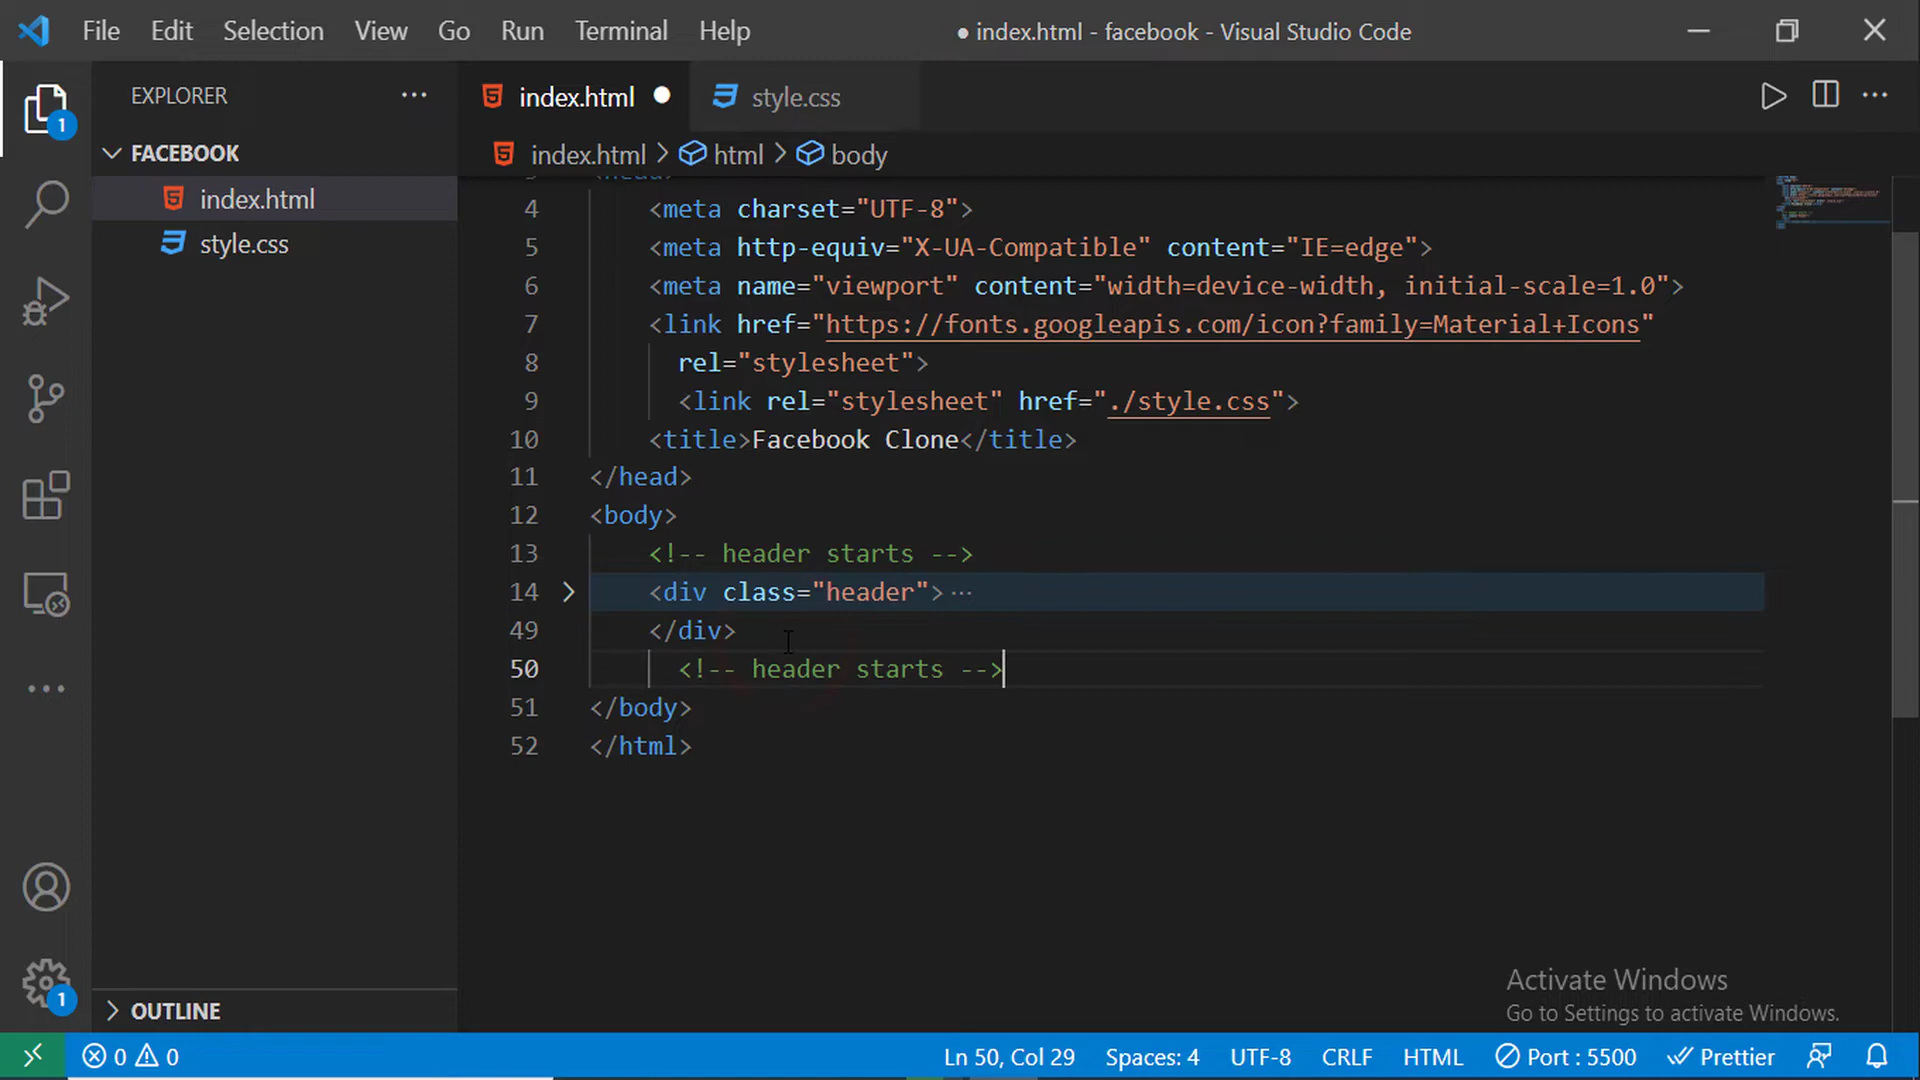 File Edit Selection View Go Run Terminal Help
● index.html - facebook - Visual Studio Code
EXPLORER
FACEBOOK
index.html
style.css
OUTLINE
1
1
index.html ●
style.css
index.html > html > body
4 <meta charset="UTF-8">
5 <meta http-equiv="X-UA-Compatible" content="IE=edge">
6 <meta name="viewport" content="width=device-width, initial-scale=1.0">
7 <link href="https://fonts.googleapis.com/icon?family=Material+Icons"
8 rel="stylesheet">
9 <link rel="stylesheet" href="./style.css">
10 <title>Facebook Clone</title>
11 </head>
12 <body>
13 <!-- header starts -->
14 <div class="header">···
49 </div>
50 <!-- header starts -->
51 </body>
52 </html>
Activate Windows
Go to Settings to activate Windows.
0 0
Ln 50, Col 29 Spaces: 4 UTF-8 CRLF HTML Port : 5500 Prettier